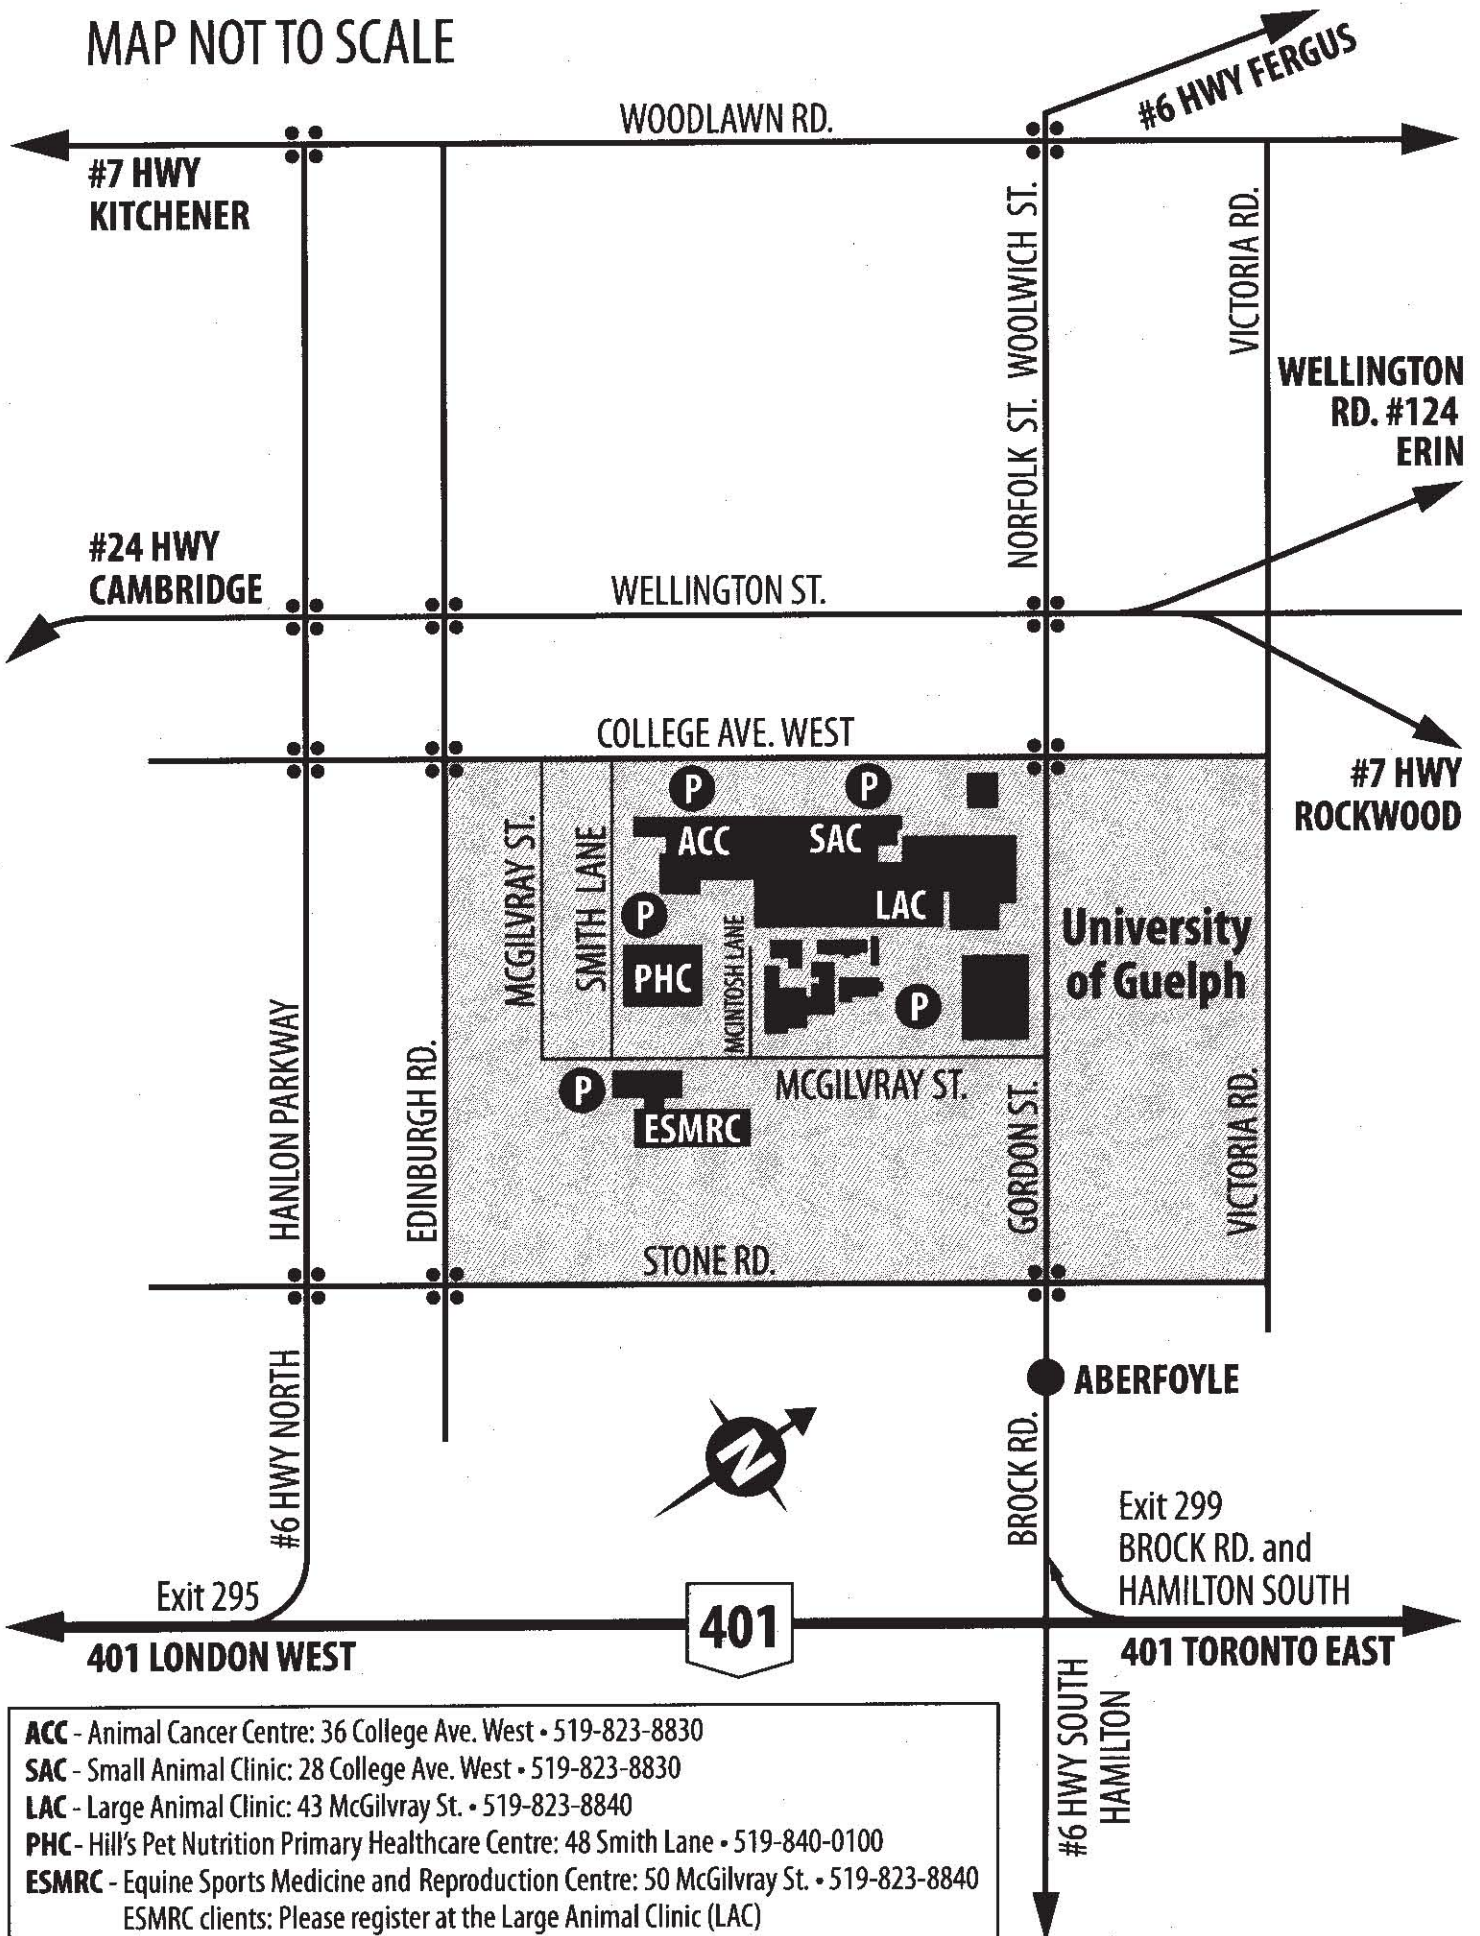 MAP NOT TO SCALE
#6 HWY FERGUS
WOODLAWN RD.
#7 HWY
KITCHENER
NORFOLK ST. WOOLWICH ST.
VICTORIA RD.
WELLINGTON
RD. #124
ERIN
#24 HWY
CAMBRIDGE
WELLINGTON ST.
COLLEGE AVE. WEST
#7 HWY
ROCKWOOD
P
P
ACC
SAC
MCGILVRAY ST.
SMITH LANE
P
LAC
University
of Guelph
PHC
MCINTOSH LANE
P
HANLON PARKWAY
EDINBURGH RD.
P
MCGILVRAY ST.
ESMRC
GORDON ST.
VICTORIA RD.
STONE RD.
ABERFOYLE
#6 HWY NORTH
N
BROCK RD.
Exit 299
BROCK RD. and
HAMILTON SOUTH
Exit 295
401
401 LONDON WEST
401 TORONTO EAST
#6 HWY SOUTH
HAMILTON
ACC - Animal Cancer Centre: 36 College Ave. West • 519-823-8830
SAC - Small Animal Clinic: 28 College Ave. West • 519-823-8830
LAC - Large Animal Clinic: 43 McGilvray St. • 519-823-8840
PHC - Hill's Pet Nutrition Primary Healthcare Centre: 48 Smith Lane • 519-840-0100
ESMRC - Equine Sports Medicine and Reproduction Centre: 50 McGilvray St. • 519-823-8840
ESMRC clients: Please register at the Large Animal Clinic (LAC)